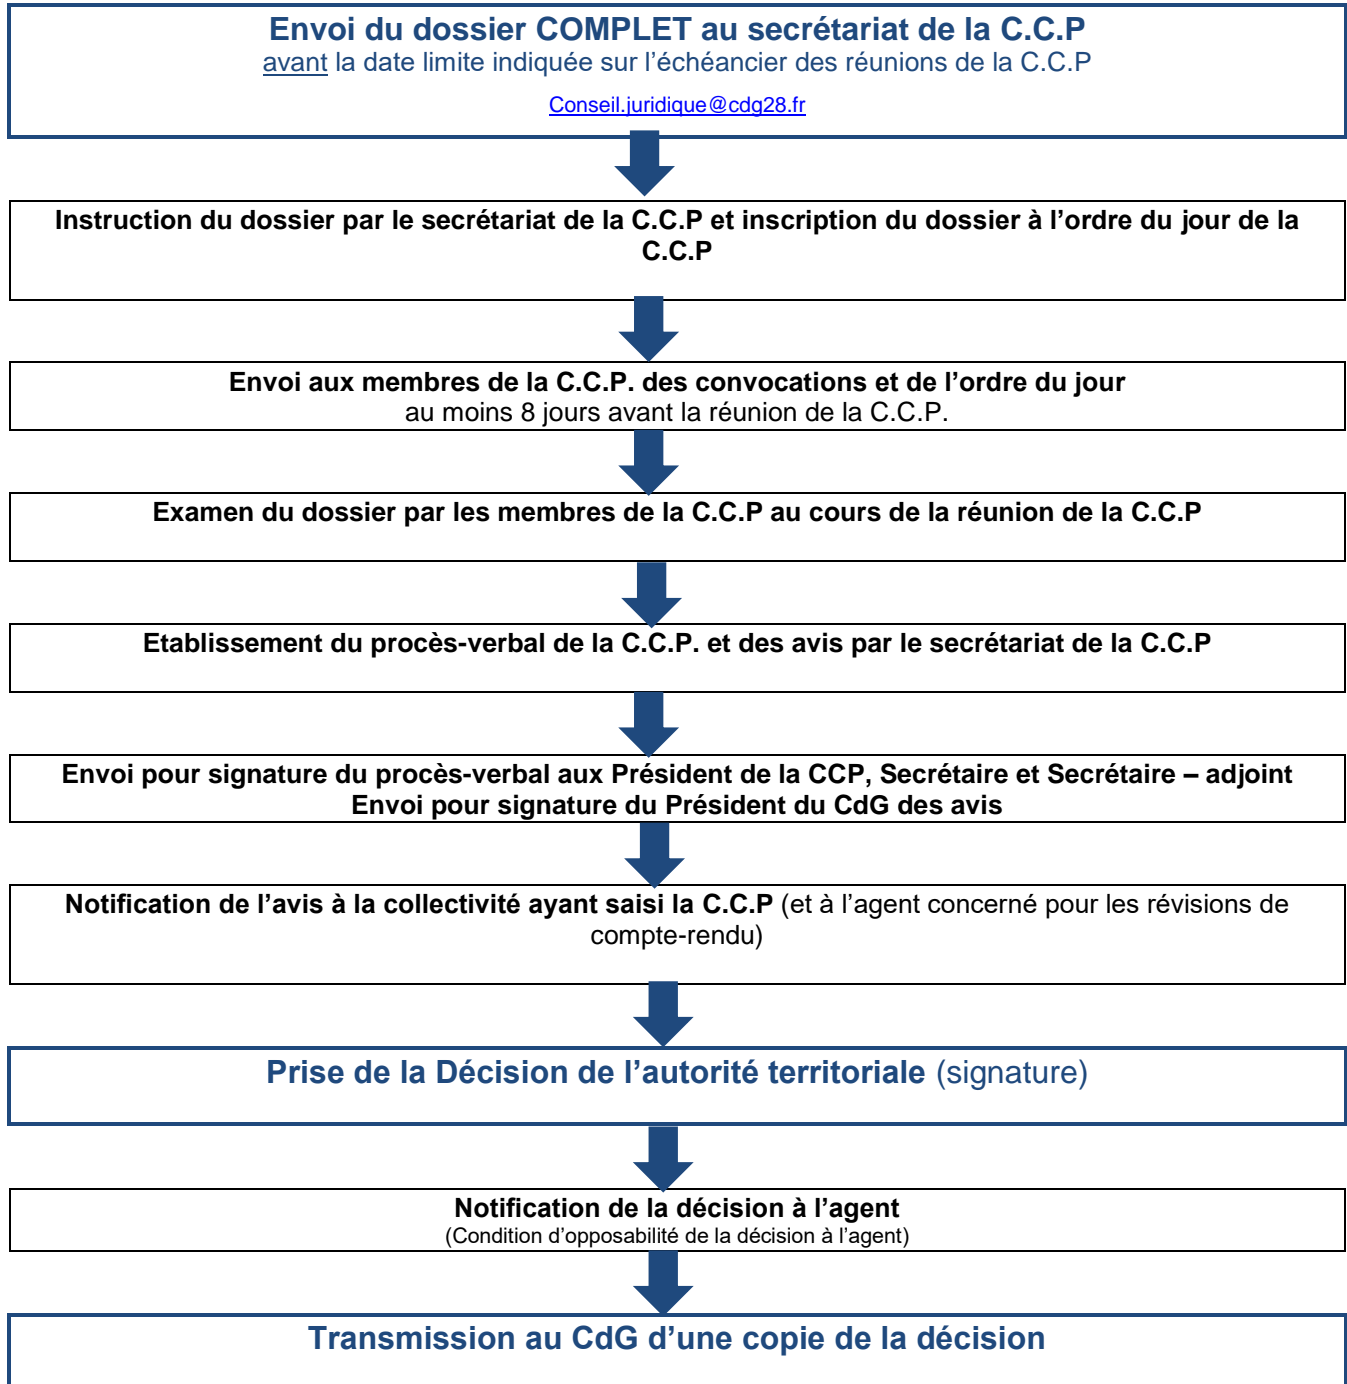 Envoi du dossier COMPLET au secrétariat de la C.C.P
avant la date limite indiquée sur l’échéancier des réunions de la C.C.P
Conseil.juridique@cdg28.fr
Instruction du dossier par le secrétariat de la C.C.P et inscription du dossier à l’ordre du jour de la
C.C.P
Envoi aux membres de la C.C.P. des convocations et de l’ordre du jour
au moins 8 jours avant la réunion de la C.C.P.
Examen du dossier par les membres de la C.C.P au cours de la réunion de la C.C.P
Etablissement du procès-verbal de la C.C.P. et des avis par le secrétariat de la C.C.P
Envoi pour signature du procès-verbal aux Président de la CCP, Secrétaire et Secrétaire – adjoint
Envoi pour signature du Président du CdG des avis
Notification de l’avis à la collectivité ayant saisi la C.C.P (et à l’agent concerné pour les révisions de
compte-rendu)
Prise de la Décision de l’autorité territoriale (signature)
Notification de la décision à l’agent
(Condition d’opposabilité de la décision à l’agent)
Transmission au CdG d’une copie de la décision